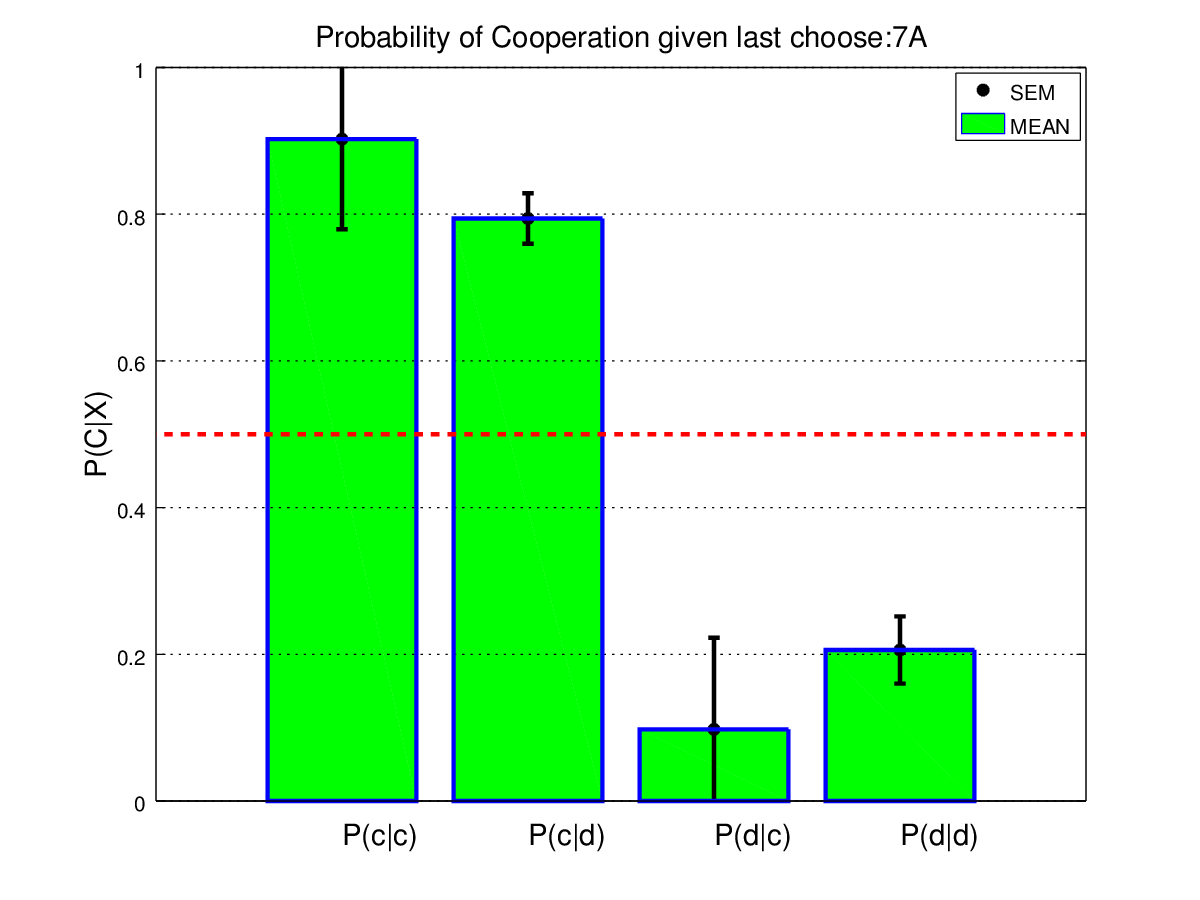 Probability of Cooperation given last choose:7A
SEM
MEAN
P(C|X)
1
0.8
0.6
0.4
0.2
0
P(c|c)
P(c|d)
P(d|c)
P(d|d)